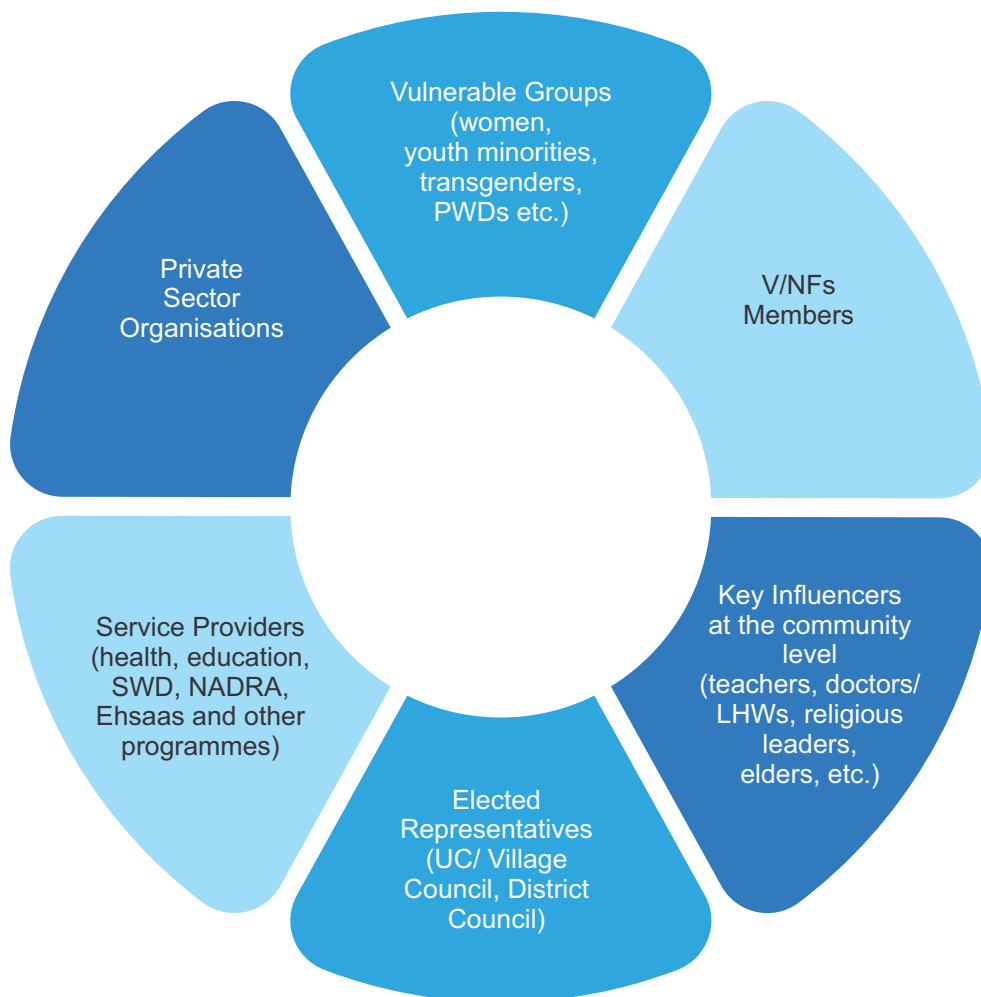 Vulnerable Groups
(women,
youth minorities,
transgenders,
PWDs etc.)
V/NFs
Members
Key Influencers
at the community
level
(teachers, doctors/
LHWs, religious
leaders,
elders, etc.)
Elected
Representatives
(UC/ Village
Council, District
Council)
Service Providers
(health, education,
SWD, NADRA,
Ehsaas and other
programmes)
Private
Sector
Organisations